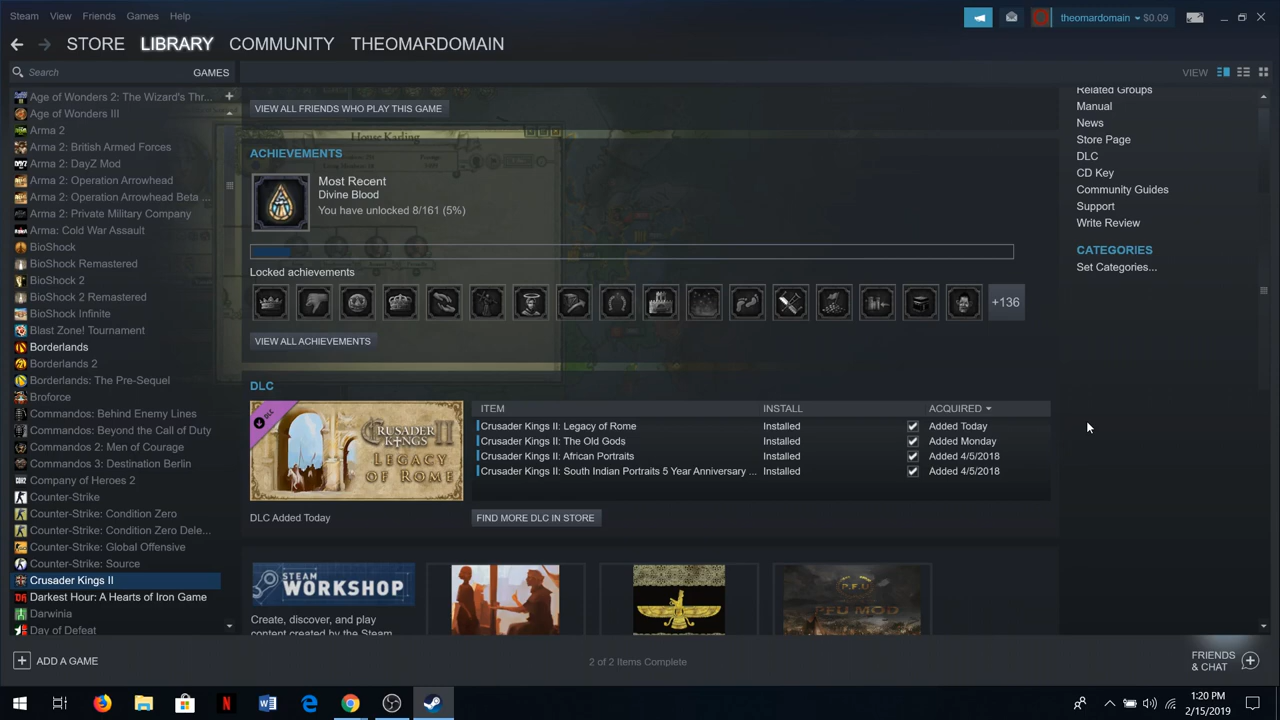 Steam View Friends Games Help
theomardomain $0.09
STORE LIBRARY COMMUNITY THEOMARDOMAIN
Search GAMES
VIEW
Age of Wonders 2: The Wizard's Thr...
Age of Wonders III
Arma 2
Arma 2: British Armed Forces
Arma 2: DayZ Mod
Arma 2: Operation Arrowhead
Arma 2: Operation Arrowhead Beta ...
Arma 2: Private Military Company
Arma: Cold War Assault
BioShock
BioShock Remastered
BioShock 2
BioShock 2 Remastered
BioShock Infinite
Blast Zone! Tournament
Borderlands
Borderlands 2
Borderlands: The Pre-Sequel
Broforce
Commandos: Behind Enemy Lines
Commandos: Beyond the Call of Duty
Commandos 2: Men of Courage
Commandos 3: Destination Berlin
Company of Heroes 2
Counter-Strike
Counter-Strike: Condition Zero
Counter-Strike: Condition Zero Dele...
Counter-Strike: Global Offensive
Counter-Strike: Source
Crusader Kings II
Darkest Hour: A Hearts of Iron Game
Darwinia
Day of Defeat
VIEW ALL FRIENDS WHO PLAY THIS GAME
House Karling
ACHIEVEMENTS
Most Recent
Divine Blood
You have unlocked 8/161 (5%)
Locked achievements
+136
VIEW ALL ACHIEVEMENTS
DLC
DLC
CRUSADER
KINGS II
LEGACY
OF ROME
DLC Added Today
ITEM INSTALL ACQUIRED
Crusader Kings II: Legacy of Rome Installed Added Today
Crusader Kings II: The Old Gods Installed Added Monday
Crusader Kings II: African Portraits Installed Added 4/5/2018
Crusader Kings II: South Indian Portraits 5 Year Anniversary ... Installed Added 4/5/2018
FIND MORE DLC IN STORE
STEAM
WORKSHOP
Create, discover, and play
content created by the Steam
P.F.U
PFU MOD
Related Groups
Manual
News
Store Page
DLC
CD Key
Community Guides
Support
Write Review
CATEGORIES
Set Categories...
ADD A GAME
2 of 2 Items Complete
FRIENDS
& CHAT
1:20 PM
2/15/2019